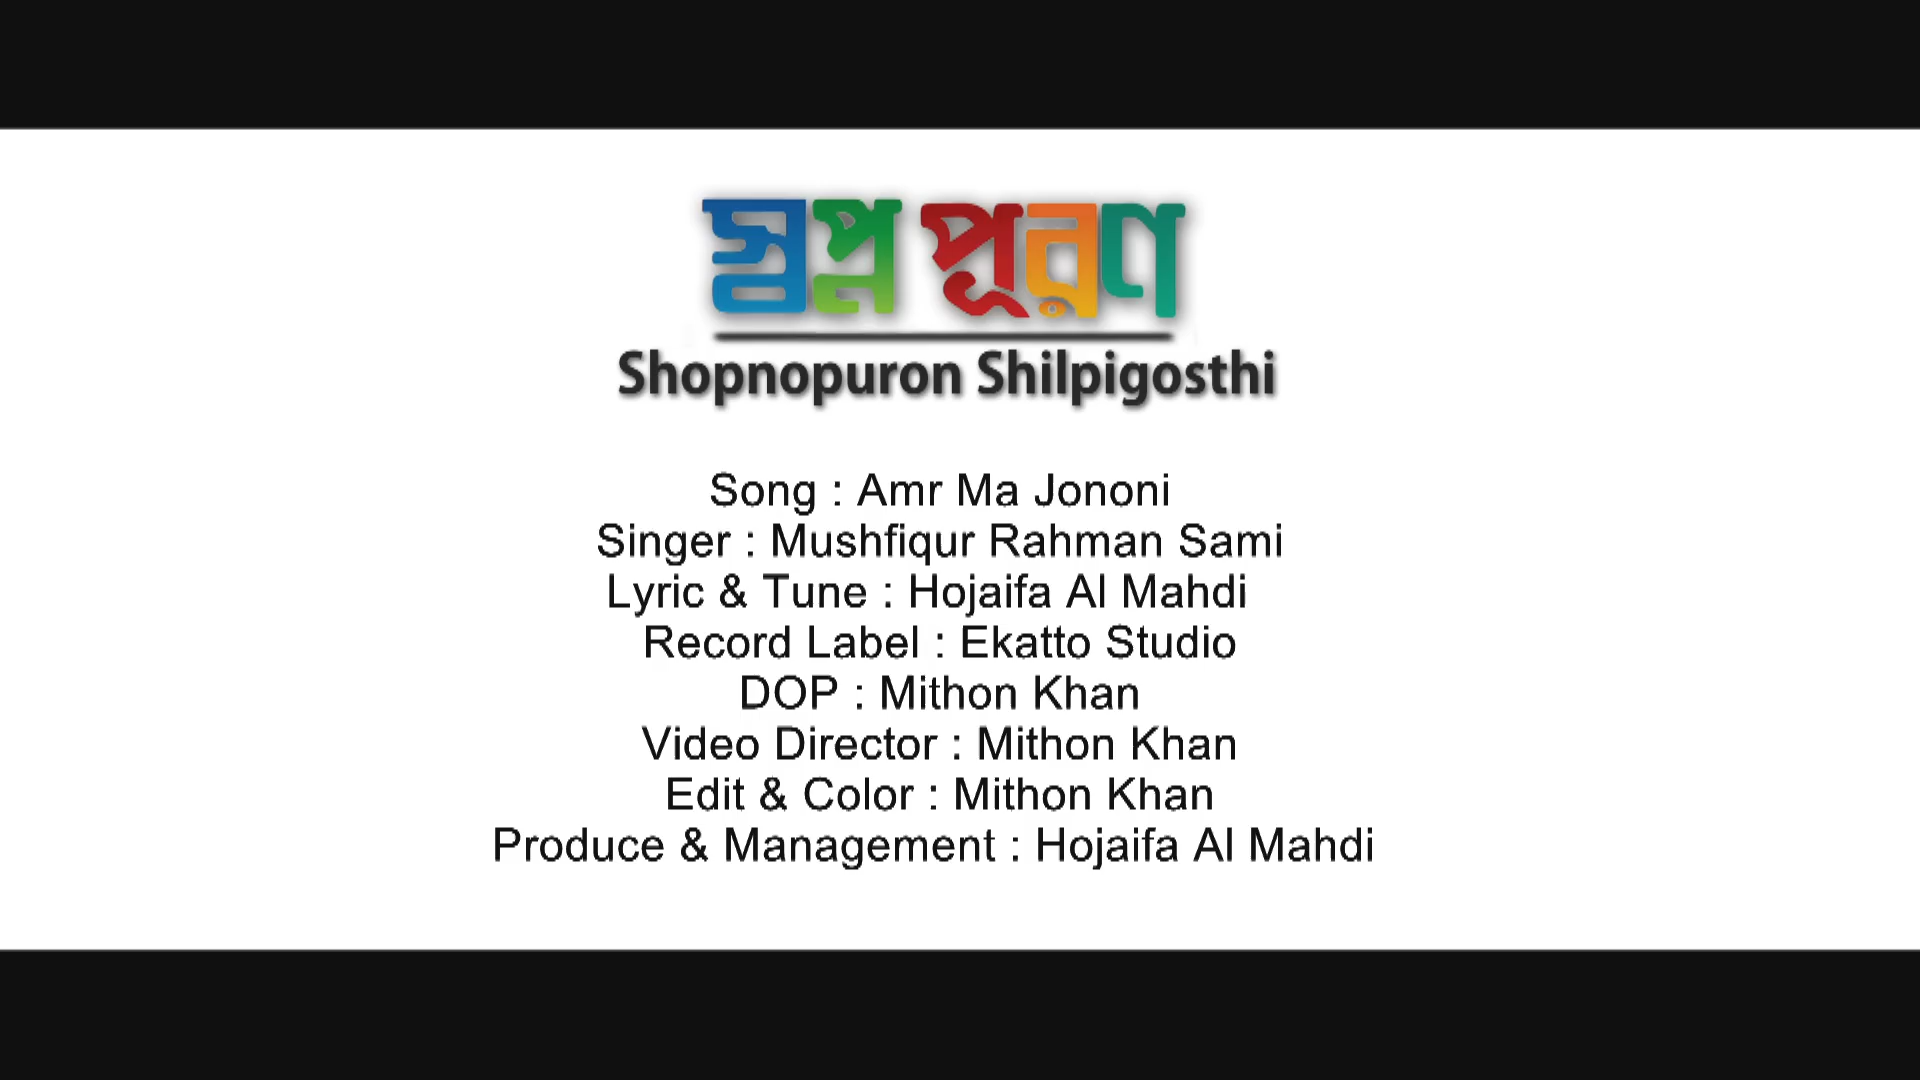 স্বপ্ন পূরণ
Shopnopuron Shilpigosthi
Song : Amr Ma Jononi
Singer : Mushfiqur Rahman Sami
Lyric & Tune : Hojaifa Al Mahdi
Record Label : Ekatto Studio
DOP : Mithon Khan
Video Director : Mithon Khan
Edit & Color : Mithon Khan
Produce & Management : Hojaifa Al Mahdi